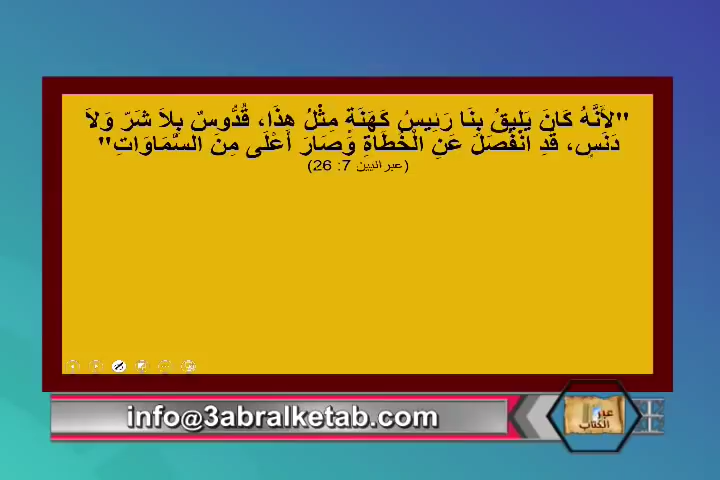 "لأَنَّهُ كَانَ يَلِيقُ بِنَا رَئِيسُ كَهَنَةٍ مِثْلُ هذَا، قُدُّوسٌ بِلاَ شَرّ وَلاَ
دَنَسٍ، قَدِ انْفَصَلَ عَنِ الْخُطَاةِ وَصَارَ أَعْلَى مِنَ السَّمَاوَاتِ"
(عبرانيين 7: 26)
info@3abralketab.com
عبر
الكتاب